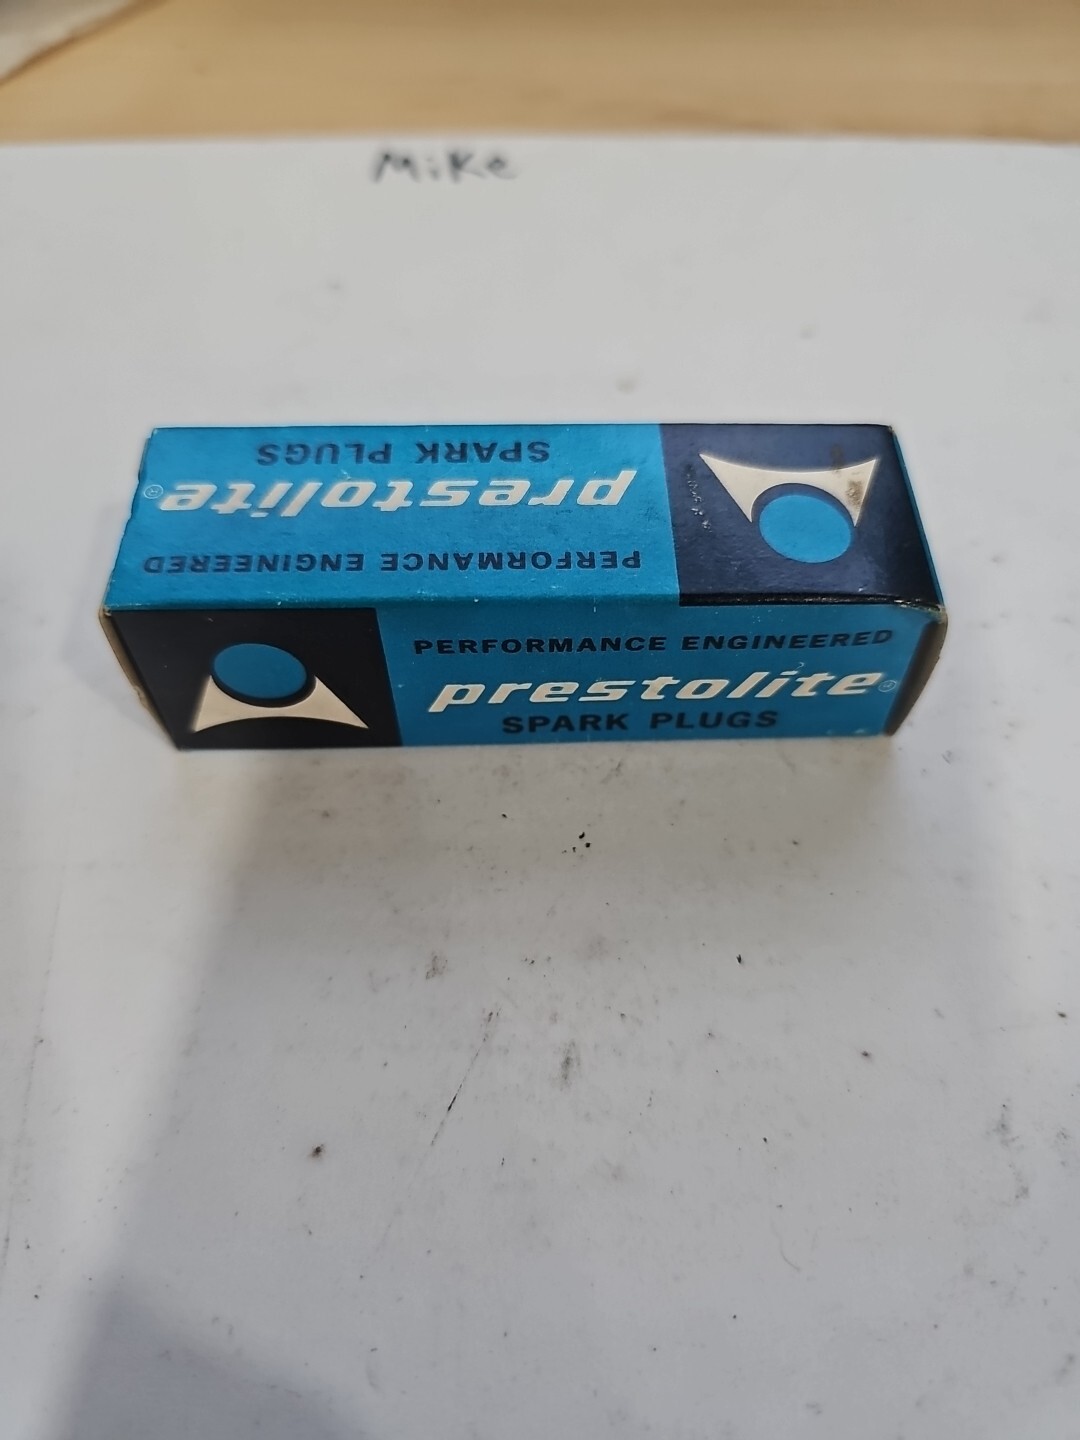 Mike
PERFORMANCE ENGINEERED
prestolite®
SPARK PLUGS
PERFORMANCE ENGINEERED
prestolite®
SPARK PLUGS